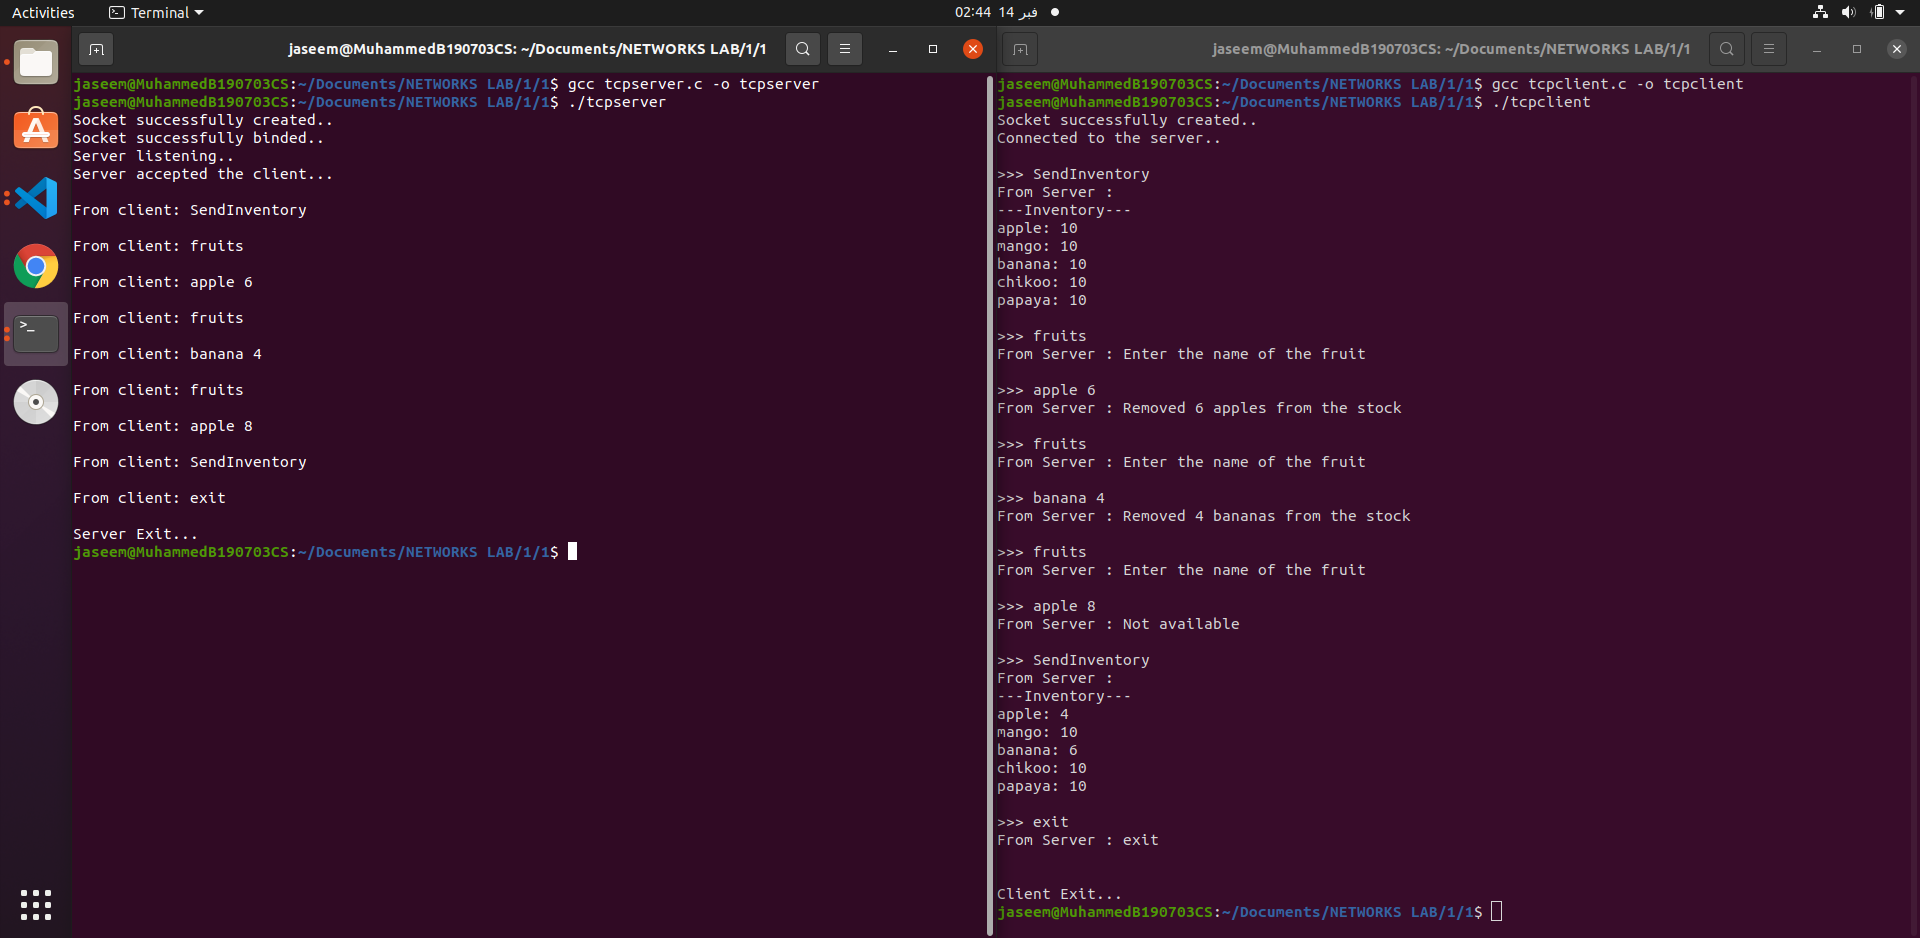 Activities
Terminal
02:44 14 فبر
jaseem@MuhammedB190703CS: ~/Documents/NETWORKS LAB/1/1
jaseem@MuhammedB190703CS:~/Documents/NETWORKS LAB/1/1$ gcc tcpserver.c -o tcpserver
jaseem@MuhammedB190703CS:~/Documents/NETWORKS LAB/1/1$ ./tcpserver
Socket successfully created..
Socket successfully binded..
Server listening..
Server accepted the client...
From client: SendInventory
From client: fruits
From client: apple 6
From client: fruits
From client: banana 4
From client: fruits
From client: apple 8
From client: SendInventory
From client: exit
Server Exit...
jaseem@MuhammedB190703CS:~/Documents/NETWORKS LAB/1/1$
jaseem@MuhammedB190703CS: ~/Documents/NETWORKS LAB/1/1
jaseem@MuhammedB190703CS:~/Documents/NETWORKS LAB/1/1$ gcc tcpclient.c -o tcpclient
jaseem@MuhammedB190703CS:~/Documents/NETWORKS LAB/1/1$ ./tcpclient
Socket successfully created..
Connected to the server..
>>> SendInventory
From Server :
---Inventory---
apple: 10
mango: 10
banana: 10
chikoo: 10
papaya: 10
>>> fruits
From Server : Enter the name of the fruit
>>> apple 6
From Server : Removed 6 apples from the stock
>>> fruits
From Server : Enter the name of the fruit
>>> banana 4
From Server : Removed 4 bananas from the stock
>>> fruits
From Server : Enter the name of the fruit
>>> apple 8
From Server : Not available
>>> SendInventory
From Server :
---Inventory---
apple: 4
mango: 10
banana: 6
chikoo: 10
papaya: 10
>>> exit
From Server : exit
Client Exit...
jaseem@MuhammedB190703CS:~/Documents/NETWORKS LAB/1/1$